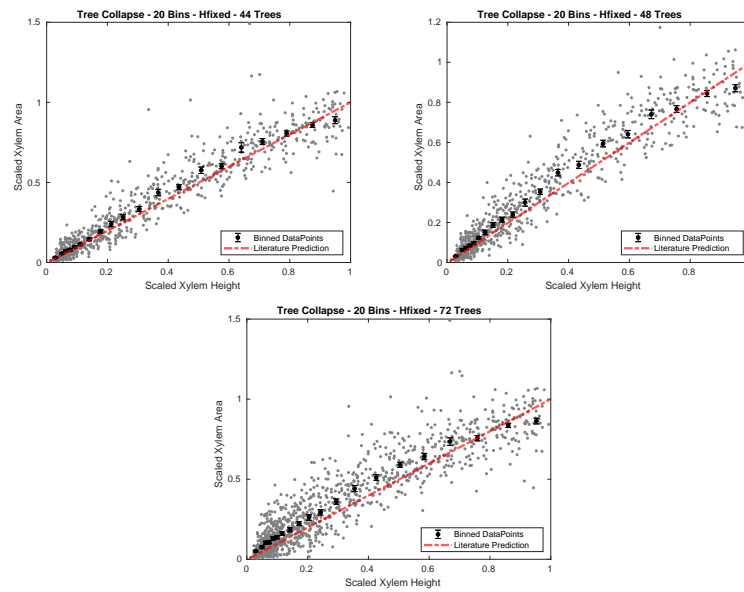 Tree Collapse - 20 Bins - Hfixed - 44 Trees
1.5
1
0.5
0
Scaled Xylem Area
0 0.2 0.4 0.6 0.8 1
Scaled Xylem Height
Binned DataPoints
Literature Prediction
Tree Collapse - 20 Bins - Hfixed - 48 Trees
1.2
1
0.8
0.6
0.4
0.2
0
Scaled Xylem Area
0 0.2 0.4 0.6 0.8
Scaled Xylem Height
Binned DataPoints
Literature Prediction
Tree Collapse - 20 Bins - Hfixed - 72 Trees
1.5
1
0.5
0
Scaled Xylem Area
0 0.2 0.4 0.6 0.8 1
Scaled Xylem Height
Binned DataPoints
Literature Prediction